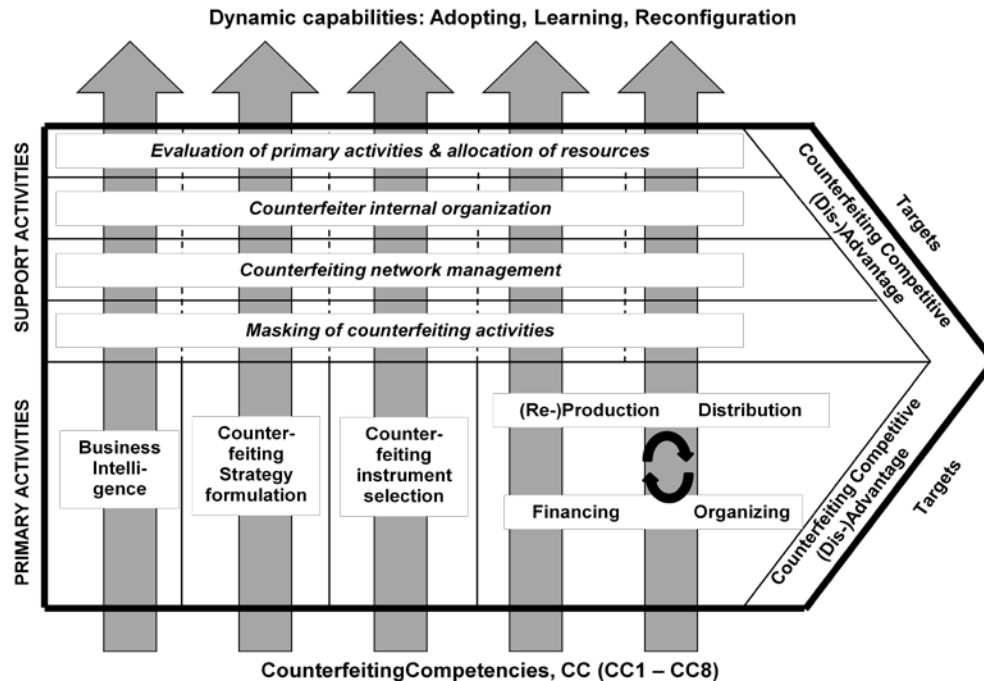 Dynamic capabilities: Adopting, Learning, Reconfiguration
SUPPORT ACTIVITIES
Evaluation of primary activities & allocation of resources
Counterfeiter internal organization
Counterfeiting network management
Masking of counterfeiting activities
Counterfeiting Competitive
(Dis-)Advantage
Targets
PRIMARY ACTIVITIES
Business
Intelli-
gence
Counter-
feiting
Strategy
formulation
Counter-
feiting
instrument
selection
(Re-)Production Distribution
Financing Organizing
Counterfeiting Competitive
(Dis-)Advantage
Targets
CounterfeitingCompetencies, CC (CC1 – CC8)